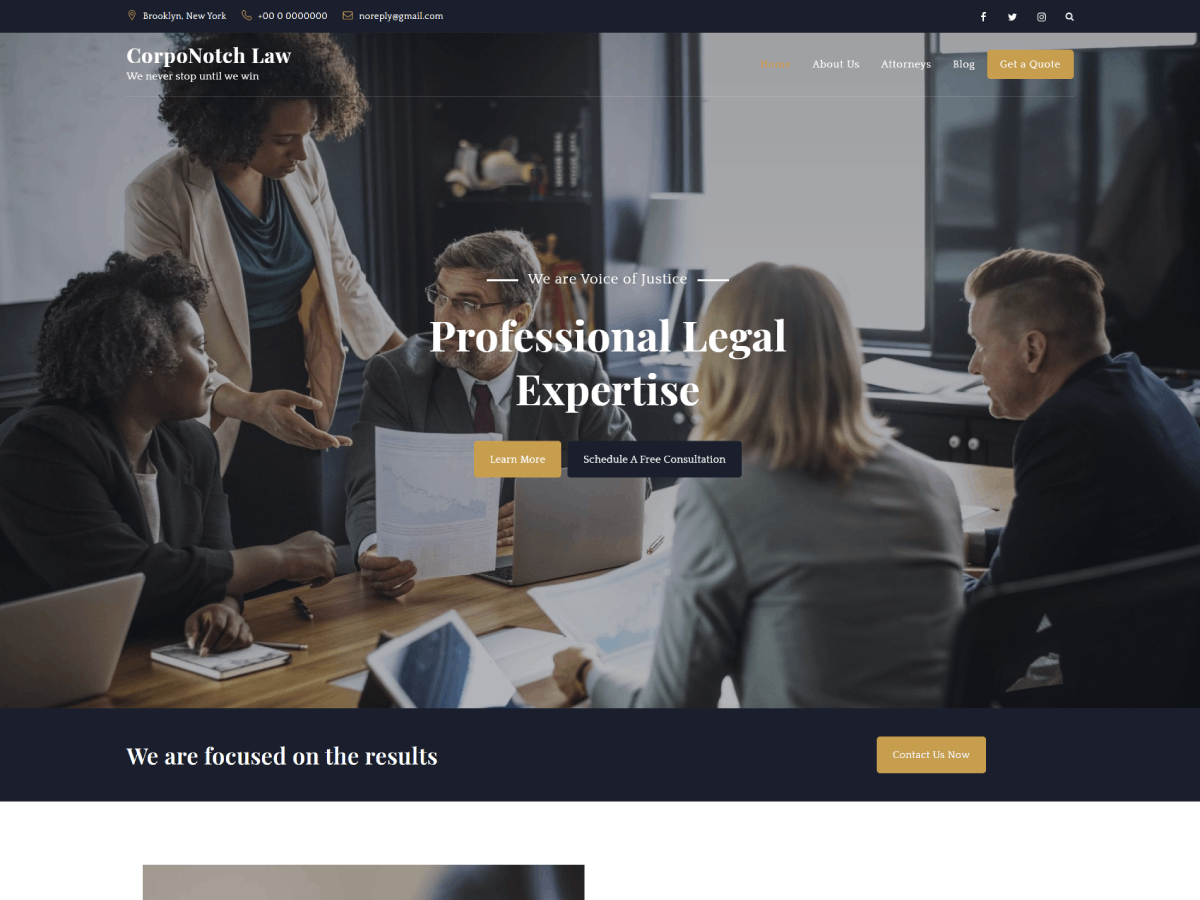 Brooklyn, New York +00 0 0000000 noreply@gmail.com
CorpoNotch Law
We never stop until we win
Home About Us Attorneys Blog Get a Quote
We are Voice of Justice
Professional Legal
Expertise
Learn More Schedule A Free Consultation
We are focused on the results
Contact Us Now